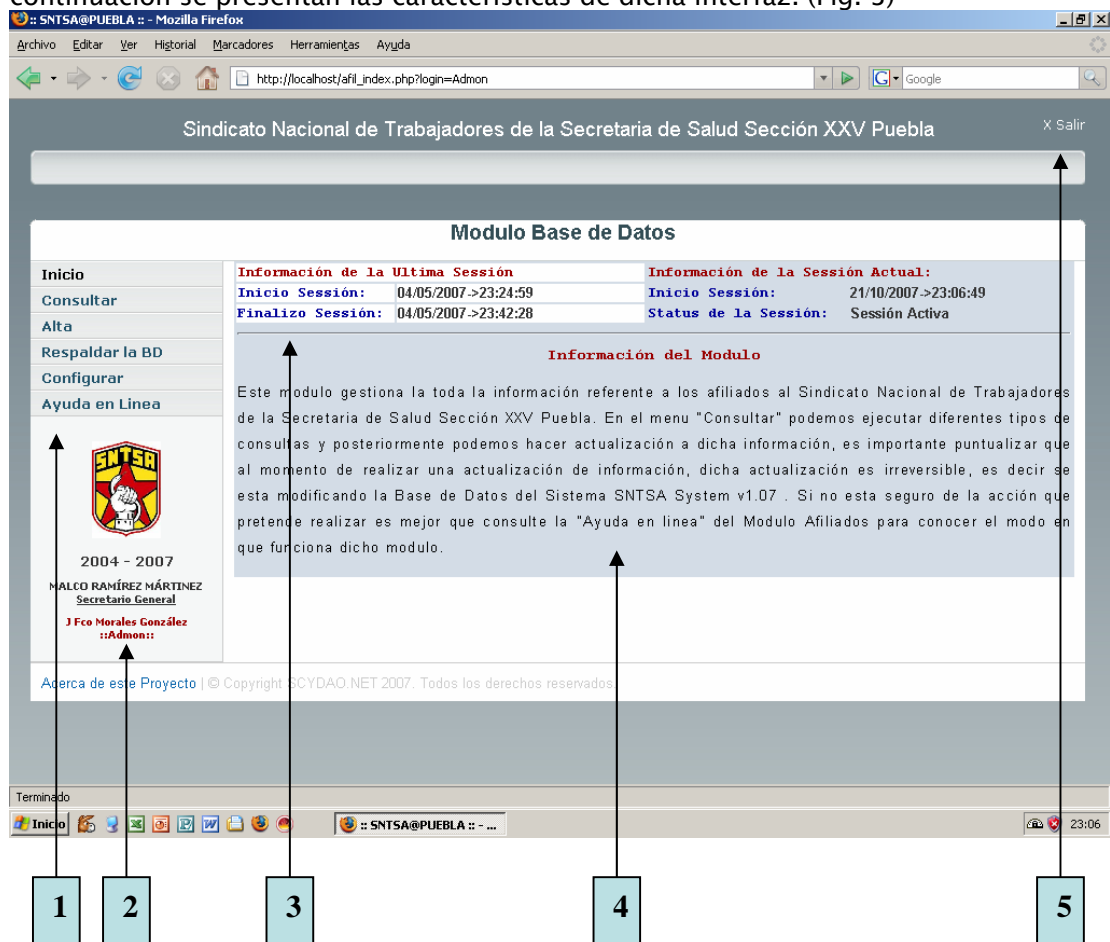 continuación se presentan las características de dicha interfaz. (Fig. 3)
:: SNTSA@PUEBLA :: - Mozilla Firefox
Archivo Editar Ver Historial Marcadores Herramientas Ayuda
http://localhost/afil_index.php?login=Admon
Google
Sindicato Nacional de Trabajadores de la Secretaria de Salud Sección XXV Puebla
X Salir
Modulo Base de Datos
Inicio
Consultar
Alta
Respaldar la BD
Configurar
Ayuda en Linea
SNTSA
2004 - 2007
MALCO RAMÍREZ MÁRTINEZ
Secretario General
J Fco Morales González
::Admon::
Información de la Ultima Sessión
Inicio Sessión: 04/05/2007->23:24:59
Finalizo Sessión: 04/05/2007->23:42:28
Información de la Sessión Actual:
Inicio Sessión: 21/10/2007->23:06:49
Status de la Sessión: Sessión Activa
Información del Modulo
Este modulo gestiona la toda la información referente a los afiliados al Sindicato Nacional de Trabajadores
de la Secretaria de Salud Sección XXV Puebla. En el menu "Consultar" podemos ejecutar diferentes tipos de
consultas y posteriormente podemos hacer actualización a dicha información, es importante puntualizar que
al momento de realizar una actualización de información, dicha actualización es irreversible, es decir se
esta modificando la Base de Datos del Sistema SNTSA System v1.07 . Si no esta seguro de la acción que
pretende realizar es mejor que consulte la "Ayuda en linea" del Modulo Afiliados para conocer el modo en
que funciona dicho modulo.
Acerca de este Proyecto | © Copyright SCYDAO.NET 2007. Todos los derechos reservados.
Terminado
Inicio
:: SNTSA@PUEBLA :: - ...
23:06
1 2 3 4 5